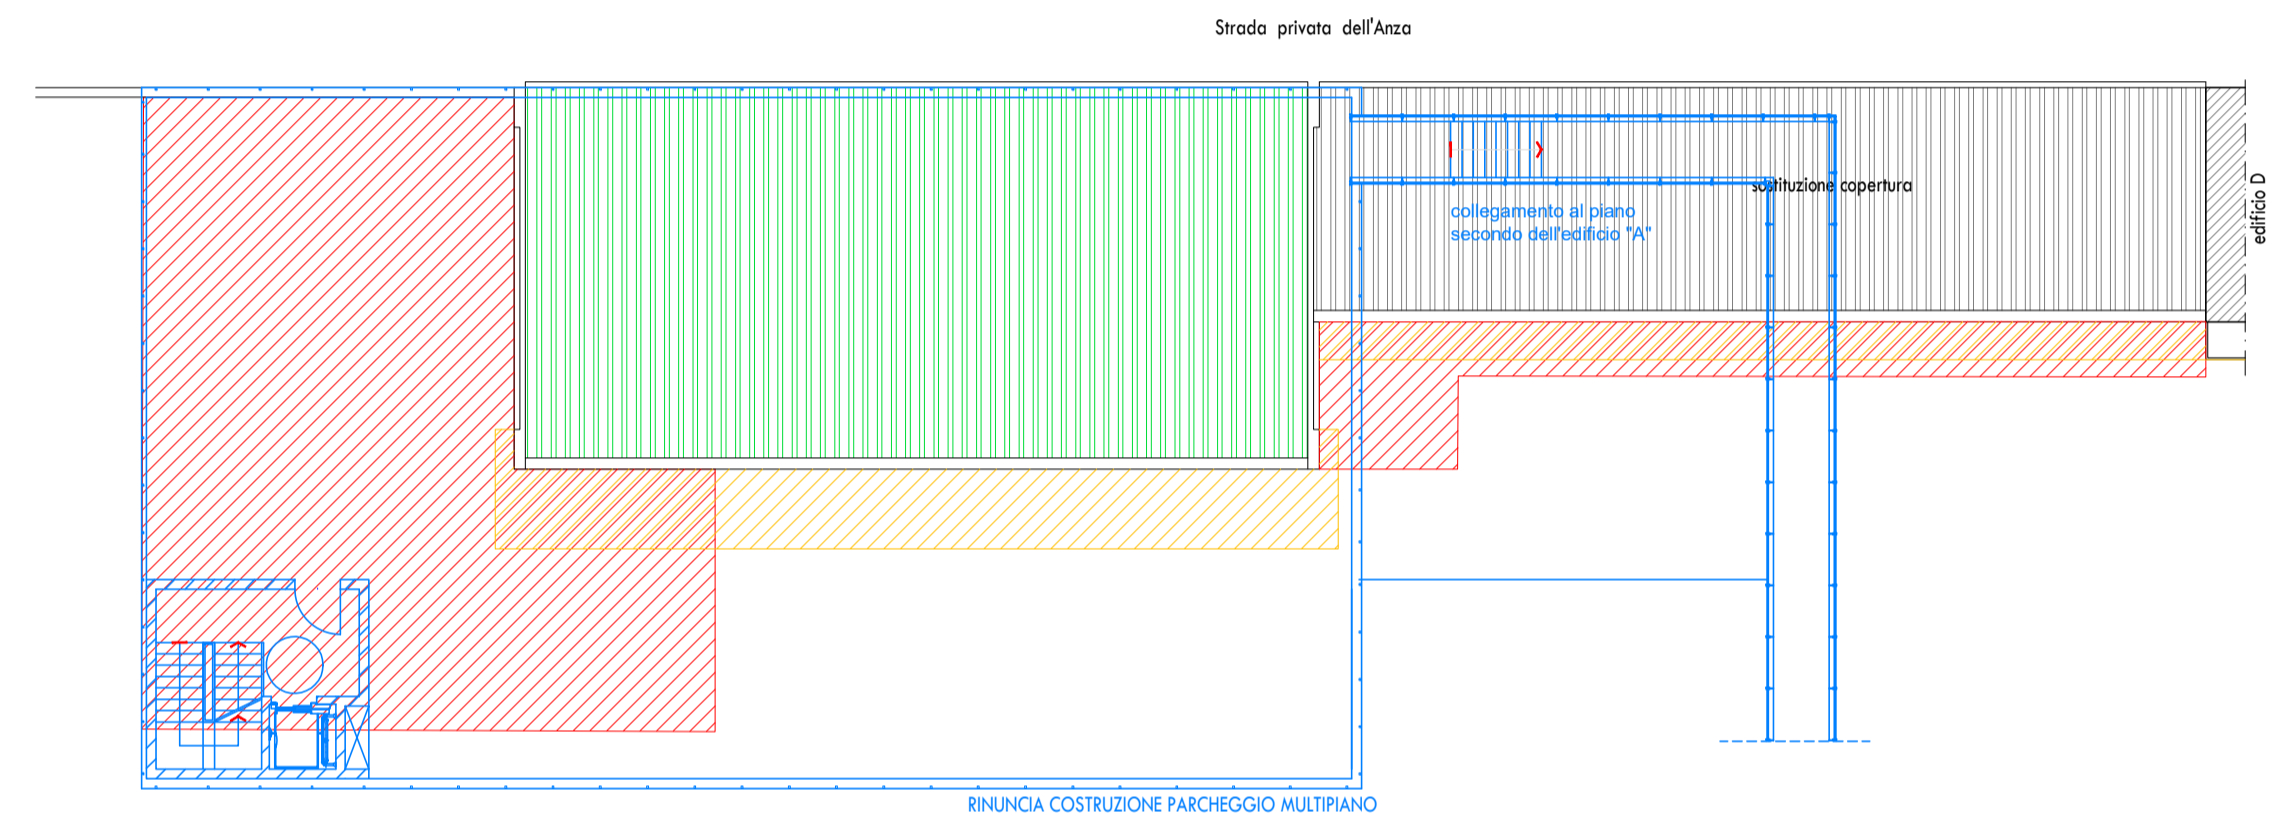 Strada privata dell'Anza
sostituzione copertura
edificio D
collegamento al piano
secondo dell'edificio "A"
RINUNCIA COSTRUZIONE PARCHEGGIO MULTIPIANO